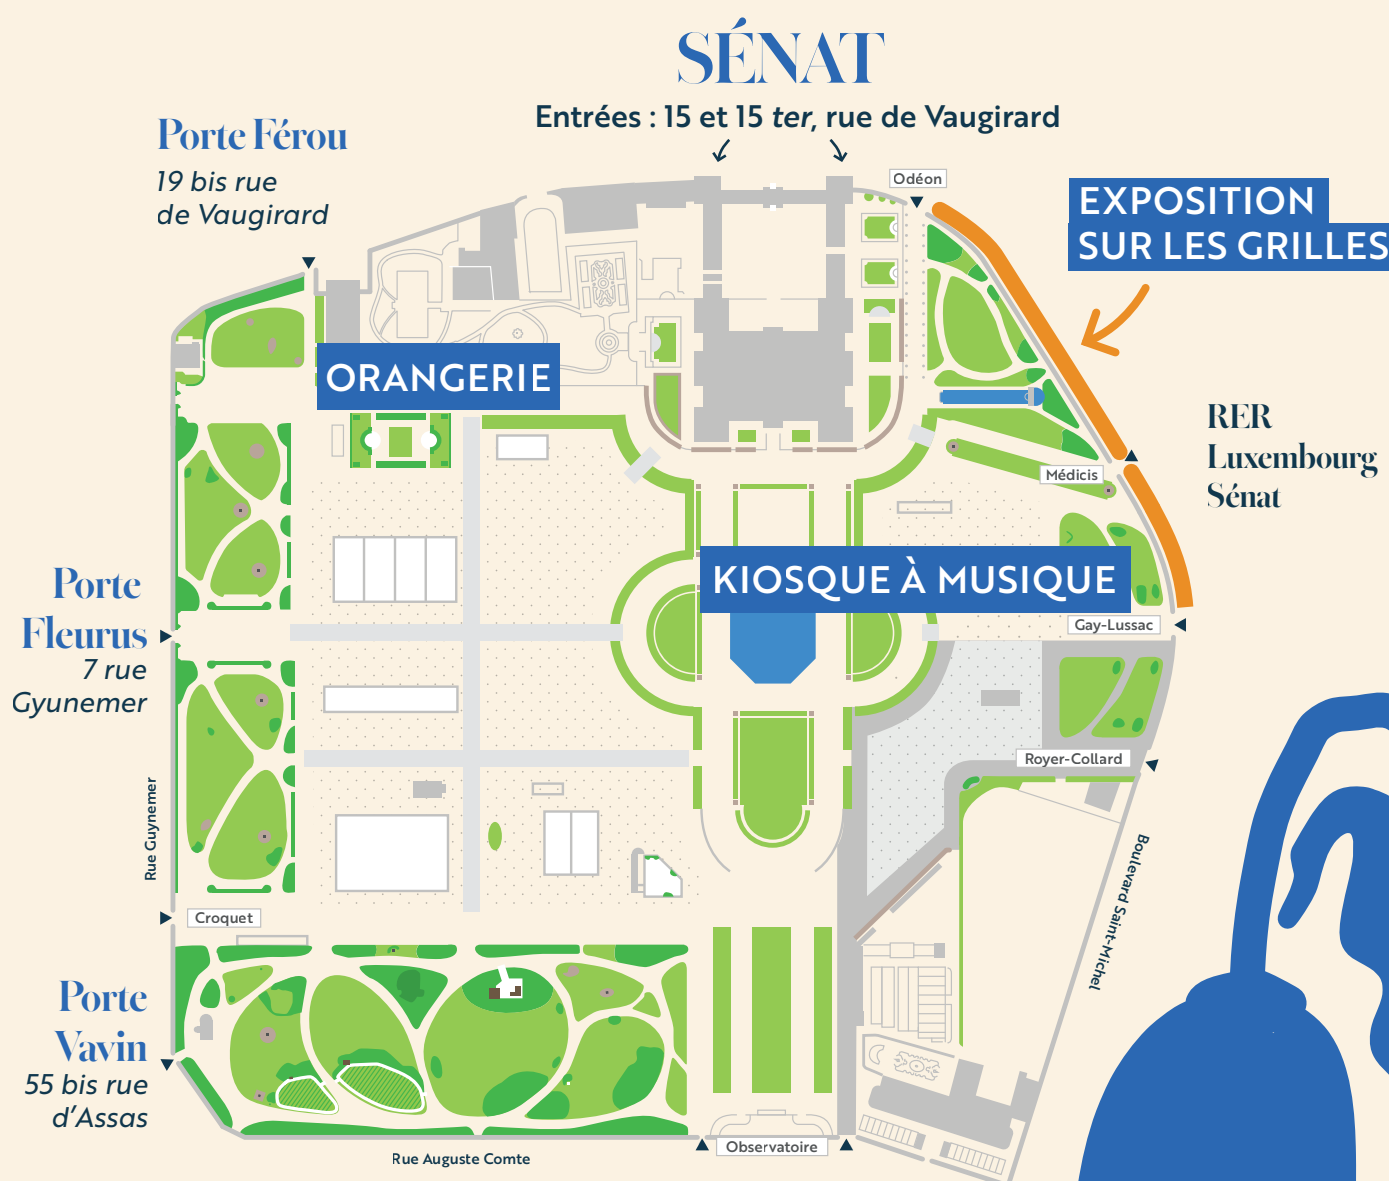 SÉNAT
Entrées : 15 et 15 ter, rue de Vaugirard
Porte Férou
19 bis rue
de Vaugirard
Odéon
EXPOSITION
SUR LES GRILLES
ORANGERIE
RER
Luxembourg
Sénat
Médicis
KIOSQUE À MUSIQUE
Porte
Fleurus
7 rue
Gyunemer
Gay-Lussac
Royer-Collard
Rue Guynemer
Boulevard Saint-Michel
Croquet
Porte
Vavin
55 bis rue
d’Assas
Observatoire
Rue Auguste Comte